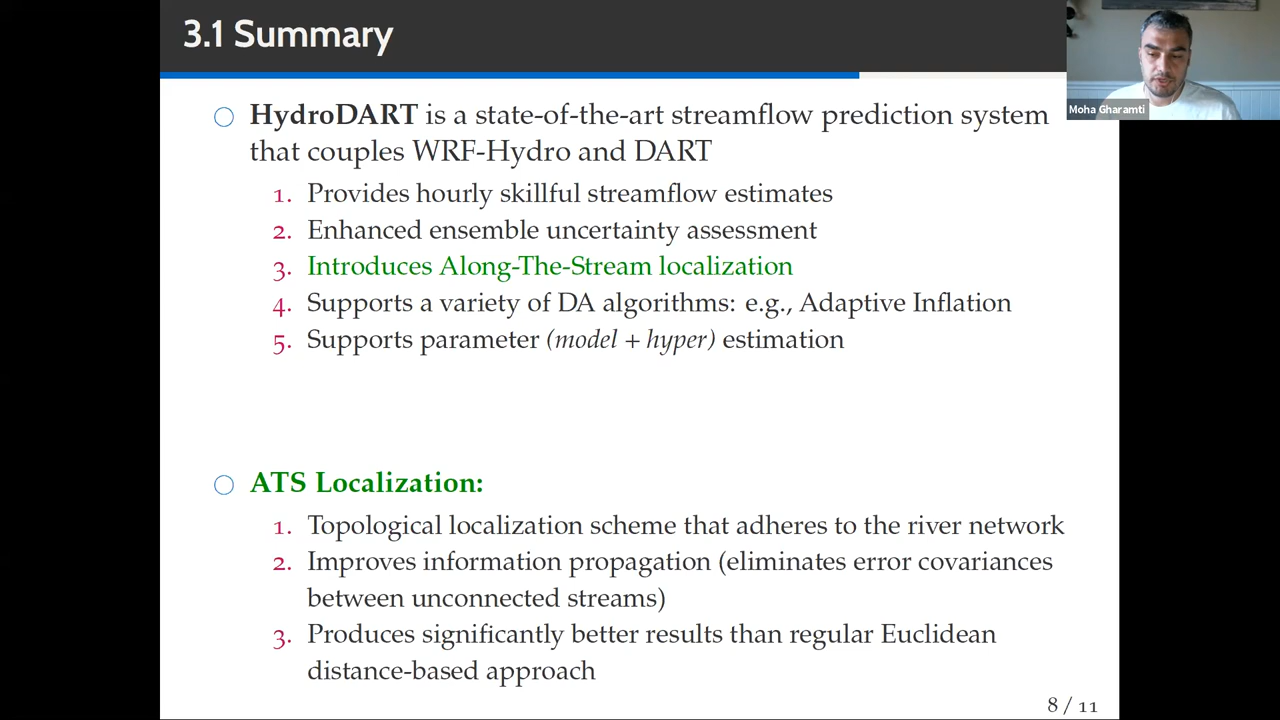 3.1 Summary
Moha Gharamti
HydroDART is a state-of-the-art streamflow prediction system
that couples WRF-Hydro and DART
1. Provides hourly skillful streamflow estimates
2. Enhanced ensemble uncertainty assessment
3. Introduces Along-The-Stream localization
4. Supports a variety of DA algorithms: e.g., Adaptive Inflation
5. Supports parameter (model + hyper) estimation
ATS Localization:
1. Topological localization scheme that adheres to the river network
2. Improves information propagation (eliminates error covariances
between unconnected streams)
3. Produces significantly better results than regular Euclidean
distance-based approach
8 / 11